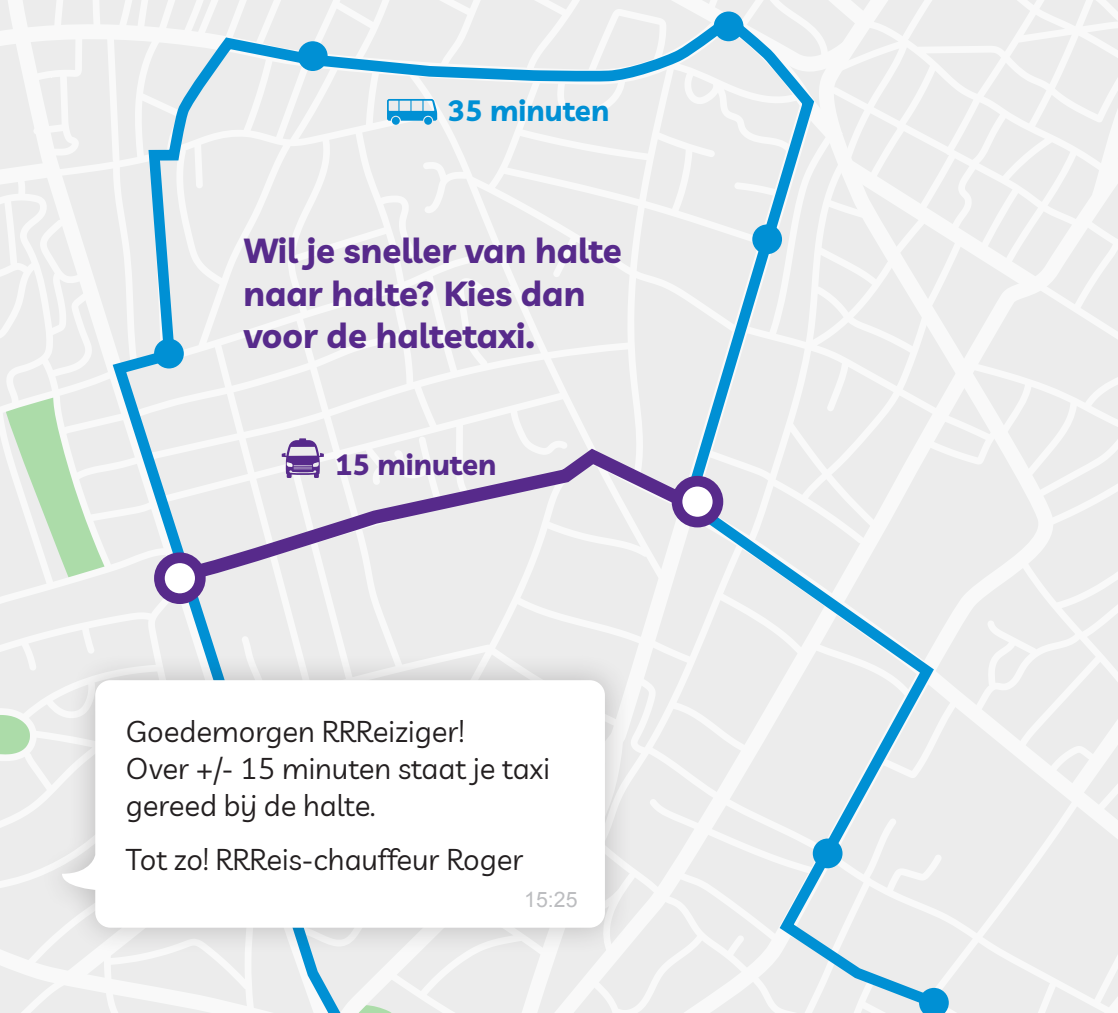 35 minuten
Wil je sneller van halte
naar halte? Kies dan
voor de haltetaxi.
15 minuten
Goedemorgen RRReiziger!
Over +/- 15 minuten staat je taxi
gereed bij de halte.
Tot zo! RRReis-chauffeur Roger
15:25